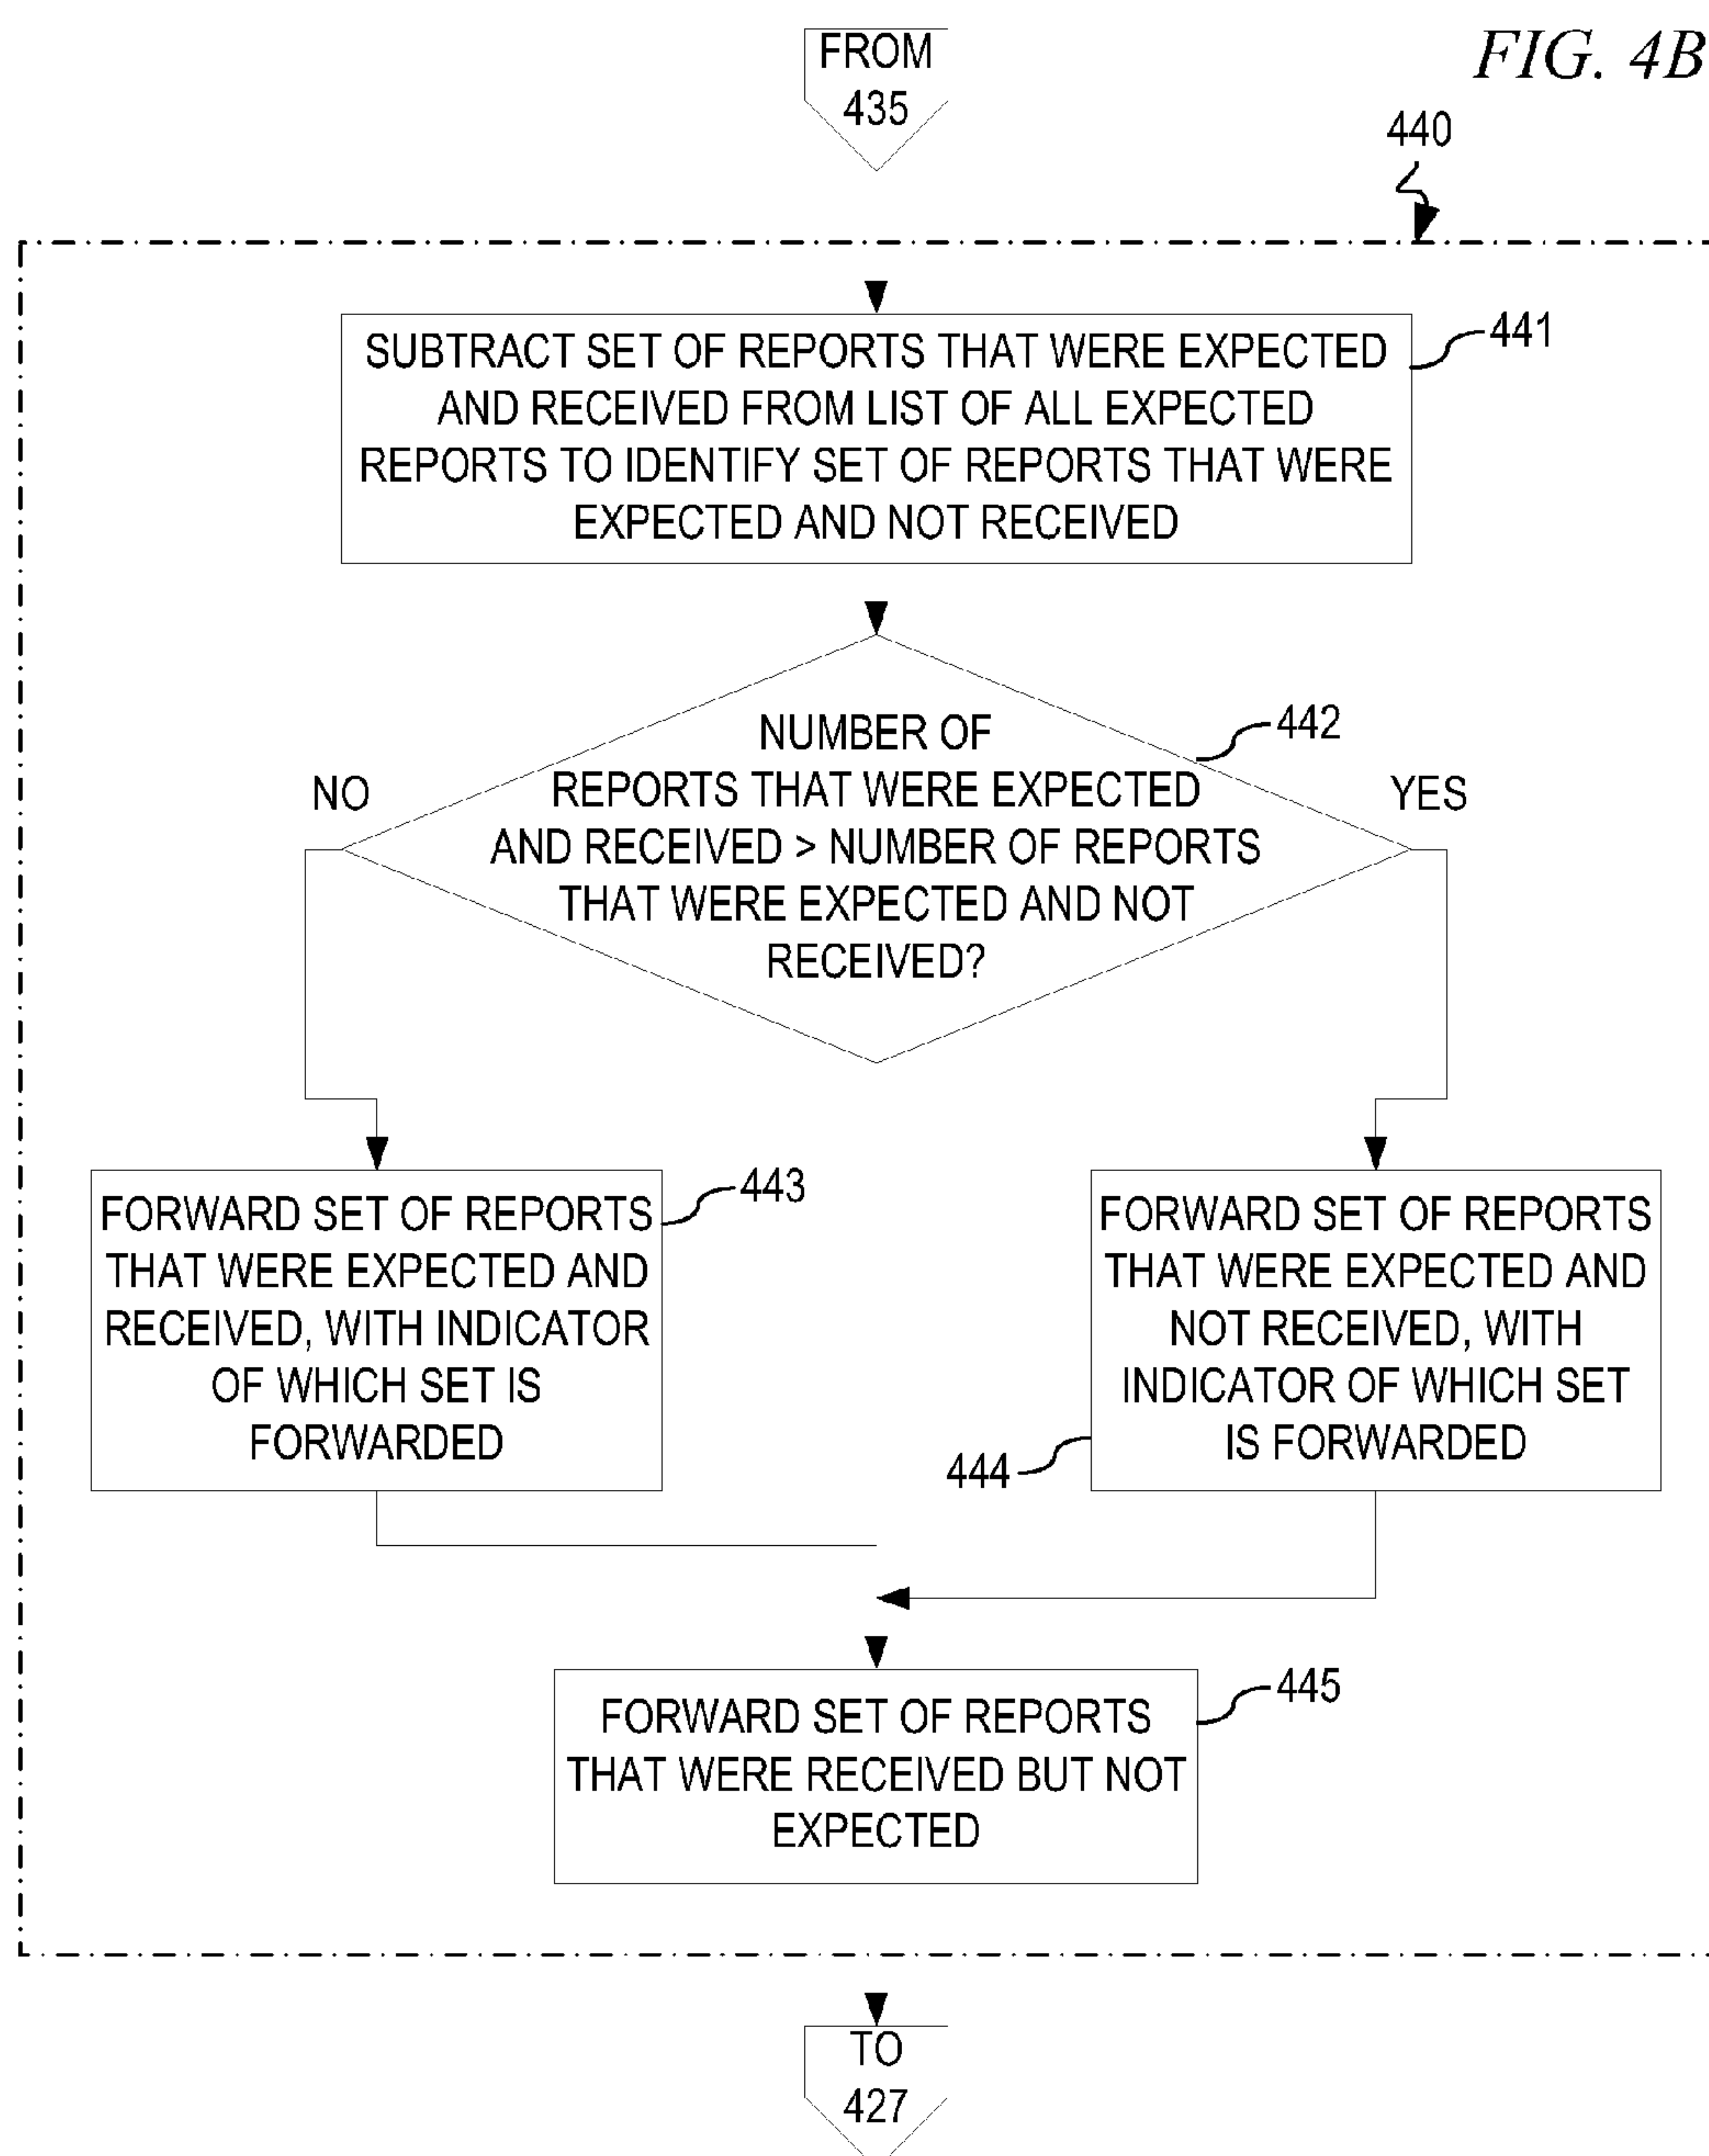 FROM
435
FIG. 4B
440
SUBTRACT SET OF REPORTS THAT WERE EXPECTED
AND RECEIVED FROM LIST OF ALL EXPECTED
REPORTS TO IDENTIFY SET OF REPORTS THAT WERE
EXPECTED AND NOT RECEIVED
441
NUMBER OF
REPORTS THAT WERE EXPECTED
AND RECEIVED > NUMBER OF REPORTS
THAT WERE EXPECTED AND NOT
RECEIVED?
442
NO
YES
FORWARD SET OF REPORTS
THAT WERE EXPECTED AND
RECEIVED, WITH INDICATOR
OF WHICH SET IS
FORWARDED
443
FORWARD SET OF REPORTS
THAT WERE EXPECTED AND
NOT RECEIVED, WITH
INDICATOR OF WHICH SET
IS FORWARDED
444
FORWARD SET OF REPORTS
THAT WERE RECEIVED BUT NOT
EXPECTED
445
TO
427